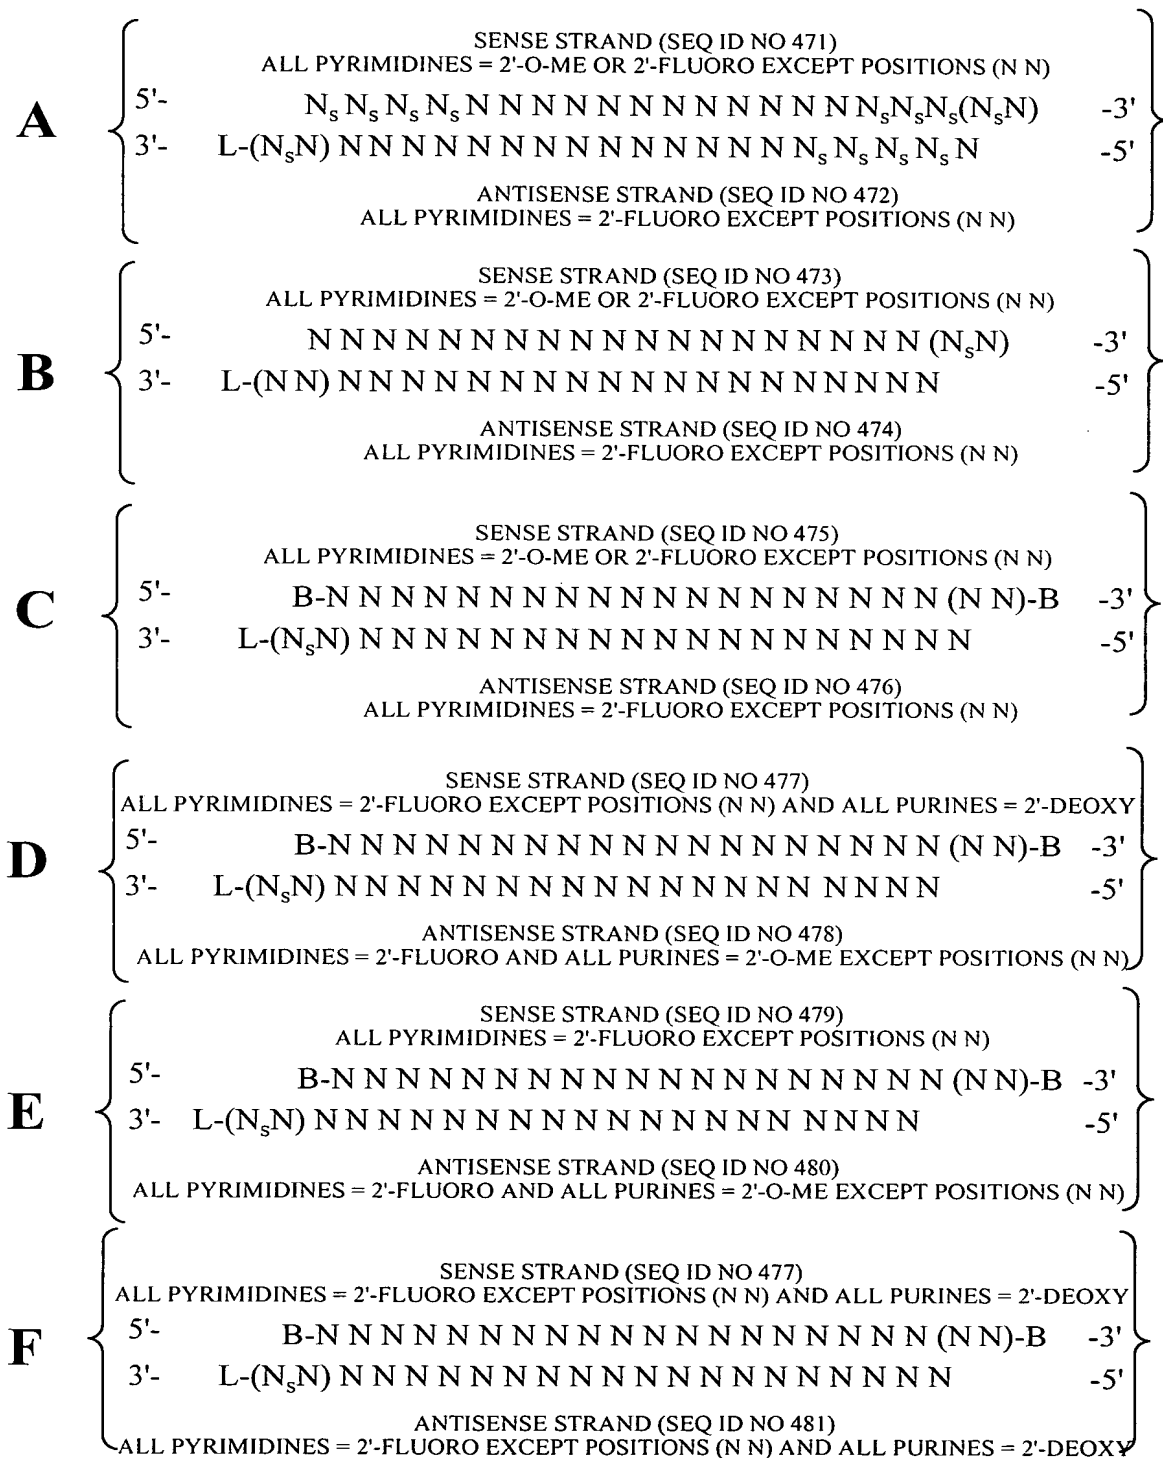 A
SENSE STRAND (SEQ ID NO 471)
ALL PYRIMIDINES = 2'-O-ME OR 2'-FLUORO EXCEPT POSITIONS (N N)
5'- NₛNₛNₛNₛN N N N N N N N N N N N NₛNₛNₛ(NₛN) -3'
3'- L-(NₛN) N N N N N N N N N N N N N N Nₛ Nₛ Nₛ Nₛ N -5'
ANTISENSE STRAND (SEQ ID NO 472)
ALL PYRIMIDINES = 2'-FLUORO EXCEPT POSITIONS (N N)
B
SENSE STRAND (SEQ ID NO 473)
ALL PYRIMIDINES = 2'-O-ME OR 2'-FLUORO EXCEPT POSITIONS (N N)
5'- N N N N N N N N N N N N N N N N N N N (NₛN) -3'
3'- L-(N N) N N N N N N N N N N N N N N N N N N N -5'
ANTISENSE STRAND (SEQ ID NO 474)
ALL PYRIMIDINES = 2'-FLUORO EXCEPT POSITIONS (N N)
C
SENSE STRAND (SEQ ID NO 475)
ALL PYRIMIDINES = 2'-O-ME OR 2'-FLUORO EXCEPT POSITIONS (N N)
5'- B-N N N N N N N N N N N N N N N N N N N (N N)-B -3'
3'- L-(NₛN) N N N N N N N N N N N N N N N N N N N -5'
ANTISENSE STRAND (SEQ ID NO 476)
ALL PYRIMIDINES = 2'-FLUORO EXCEPT POSITIONS (N N)
D
SENSE STRAND (SEQ ID NO 477)
ALL PYRIMIDINES = 2'-FLUORO EXCEPT POSITIONS (N N) AND ALL PURINES = 2'-DEOXY
5'- B-N N N N N N N N N N N N N N N N N N N (N N)-B -3'
3'- L-(NₛN) N N N N N N N N N N N N N N N N N N N -5'
ANTISENSE STRAND (SEQ ID NO 478)
ALL PYRIMIDINES = 2'-FLUORO AND ALL PURINES = 2'-O-ME EXCEPT POSITIONS (N N)
E
SENSE STRAND (SEQ ID NO 479)
ALL PYRIMIDINES = 2'-FLUORO EXCEPT POSITIONS (N N)
5'- B-N N N N N N N N N N N N N N N N N N N (N N)-B -3'
3'- L-(NₛN) N N N N N N N N N N N N N N N N N N N -5'
ANTISENSE STRAND (SEQ ID NO 480)
ALL PYRIMIDINES = 2'-FLUORO AND ALL PURINES = 2'-O-ME EXCEPT POSITIONS (N N)
F
SENSE STRAND (SEQ ID NO 477)
ALL PYRIMIDINES = 2'-FLUORO EXCEPT POSITIONS (N N) AND ALL PURINES = 2'-DEOXY
5'- B-N N N N N N N N N N N N N N N N N N N (N N)-B -3'
3'- L-(NₛN) N N N N N N N N N N N N N N N N N N N -5'
ANTISENSE STRAND (SEQ ID NO 481)
ALL PYRIMIDINES = 2'-FLUORO EXCEPT POSITIONS (N N) AND ALL PURINES = 2'-DEOXY